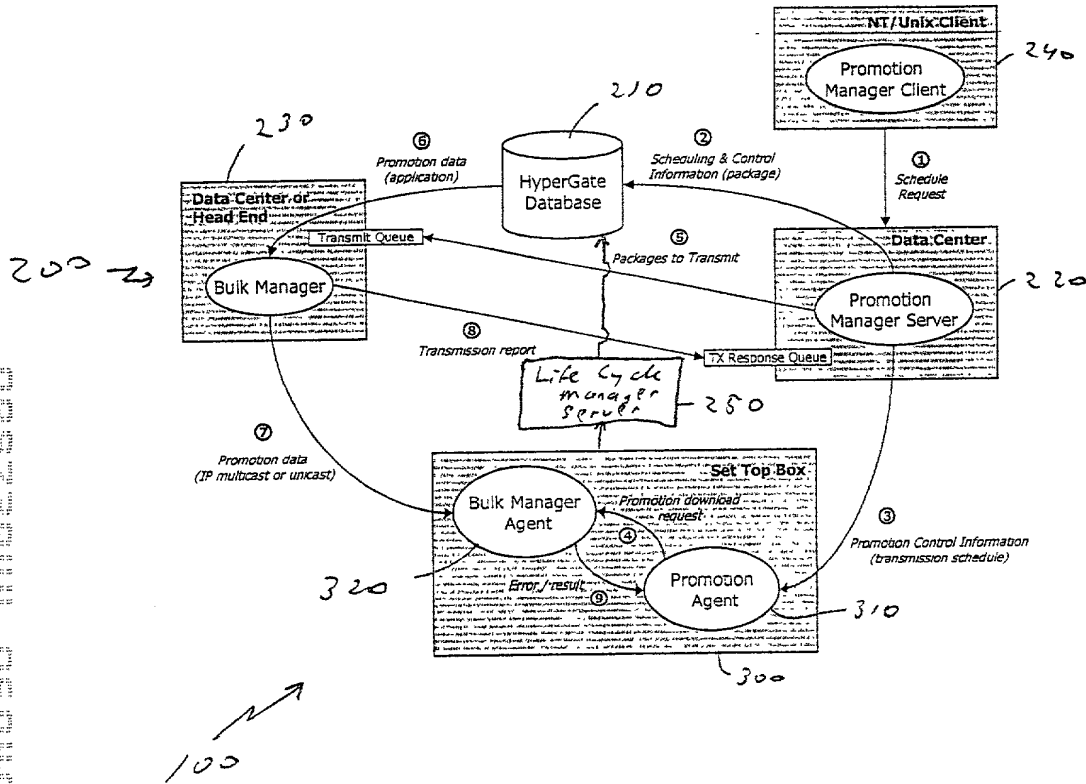 NT/Unix Client
Promotion
Manager Client
240
210
230
⑥
Promotion data
(application)
HyperGate
Database
②
Scheduling & Control
Information (package)
①
Schedule
Request
Data Center or
Head End
Transmit Queue
Bulk Manager
200
⑤
Packages to Transmit
Data Center
Promotion
Manager Server
220
TX Response Queue
⑧
Transmission report
Life Cycle
manager
server
250
⑦
Promotion data
(IP multicast or unicast)
Set Top Box
Bulk Manager
Agent
Promotion download
request
④
③
Promotion Control Information
(transmission schedule)
320
Error / result
⑨
Promotion
Agent
310
300
100